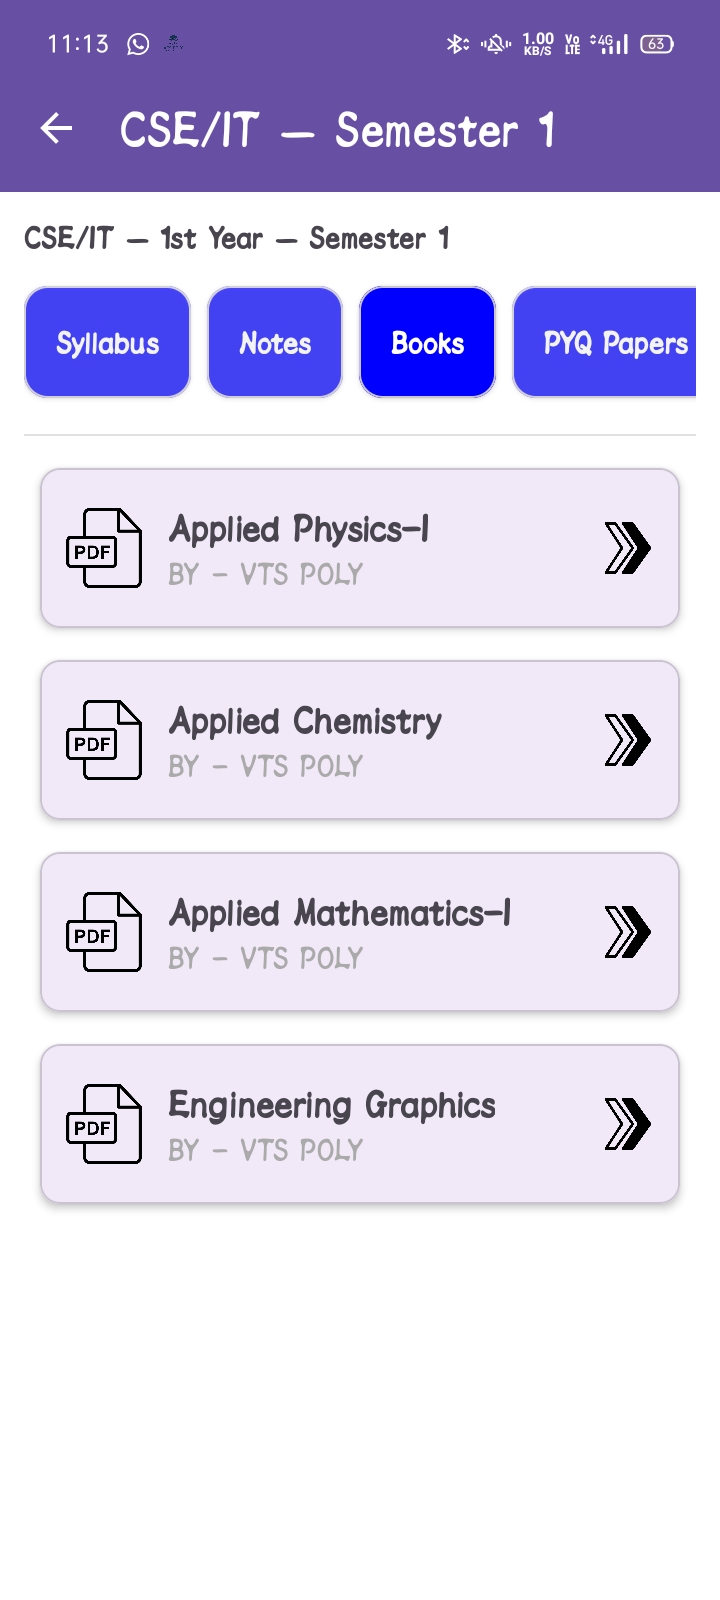 11:13 1.00 KB/S Vo LTE 4G 63
CSE/IT — Semester 1
CSE/IT — 1st Year — Semester 1
Syllabus Notes Books PYQ Papers
PDF Applied Physics-I
BY - VTS POLY
PDF Applied Chemistry
BY - VTS POLY
PDF Applied Mathematics-I
BY - VTS POLY
PDF Engineering Graphics
BY - VTS POLY